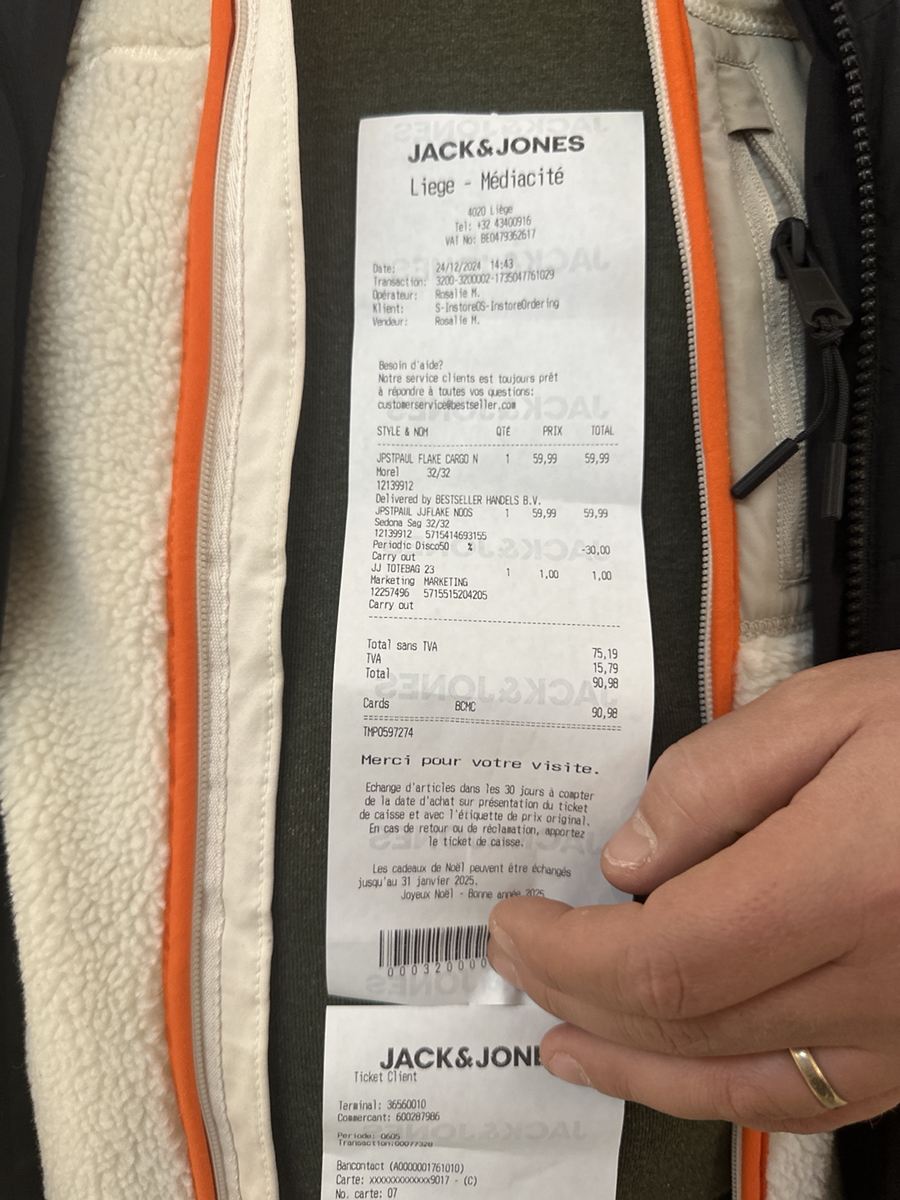 JACK&JONES
Liege - Médiacité
4020 Liège
Tel: +32 43400916
VAT No: BE0479362617
Date: 24/12/2024 14:43
Transaction: 3200-3200002-1735047761029
Opérateur: Rosalie M.
Klient: S-InstoreOS-InstoreOrdering
Vendeur: Rosalie M.
Besoin d'aide?
Notre service clients est toujours prêt
à répondre à toutes vos questions:
customerservice@bestseller.com
STYLE & NOM QTÉ PRIX TOTAL
JPSTPAUL FLAKE CARGO N 1 59,99 59,99
Morel 32/32
12139912
Delivered by BESTSELLER HANDELS B.V.
JPSTPAUL JJFLAKE NOOS 1 59,99 59,99
Sedona Sag 32/32
12139912 5715414693155
Periodic Disco50 % -30,00
Carry out
JJ TOTEBAG 23 1 1,00 1,00
Marketing MARKETING
12257496 5715515204205
Carry out
Total sans TVA 75,19
TVA 15,79
Total 90,98
Cards BCMC 90,98
TMP0597274
Merci pour votre visite.
Echange d'articles dans les 30 jours à compter
de la date d'achat sur présentation du ticket
de caisse et avec l'étiquette de prix original.
En cas de retour ou de réclamation, apportez
le ticket de caisse.
Les cadeaux de Noël peuvent être échangés
jusqu'au 31 janvier 2025.
Joyeux Noël - Bonne année 2025
000320000
JACK&JONE
Ticket Client
Terminal: 36560010
Commercant: 600287986
Periode: 0605
Transaction:00077328
Bancontact (A0000001761010)
Carte: xxxxxxxxxxxxx9017 - (C)
No. carte: 07